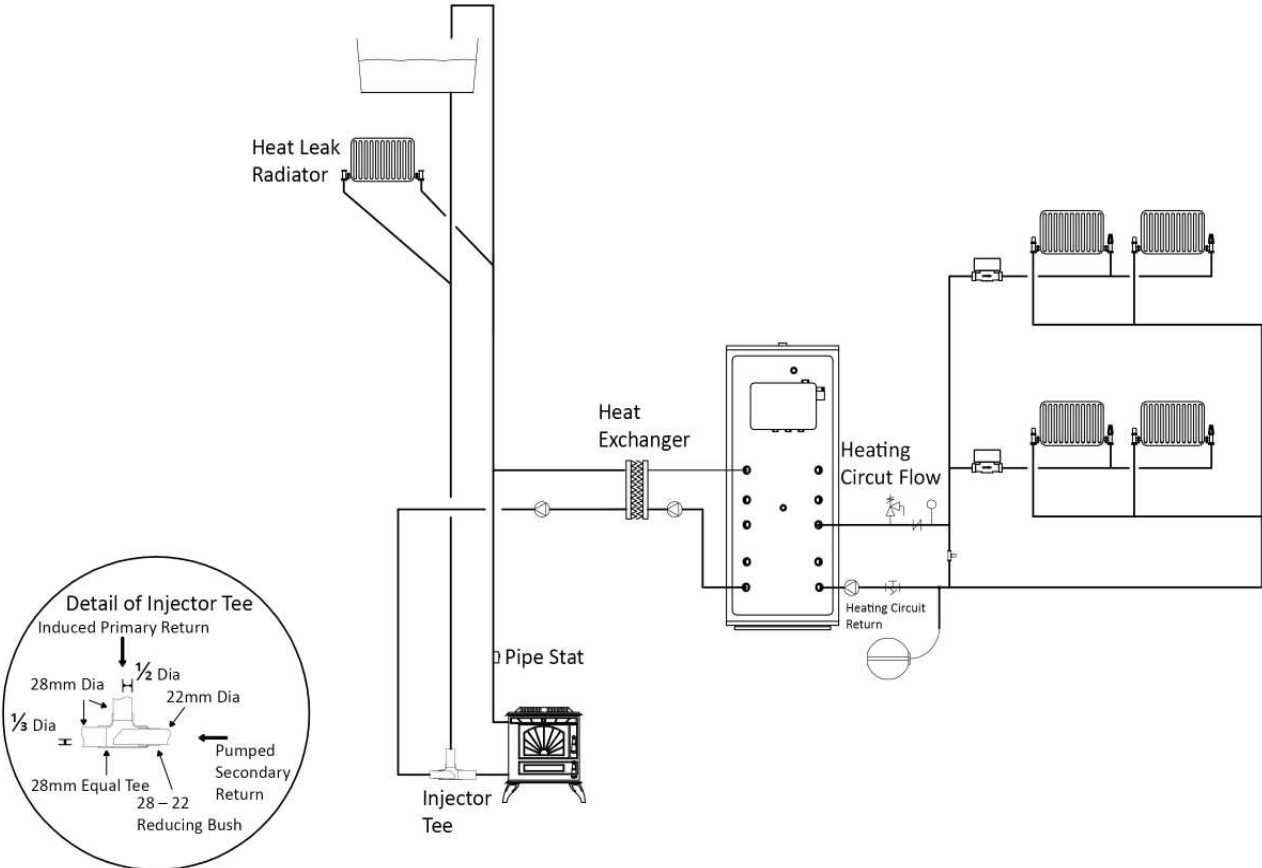 Heat Leak
Radiator
Heat
Exchanger
Heating
Circut Flow
Heating Circuit
Return
Pipe Stat
Injector
Tee
Detail of Injector Tee
Induced Primary Return
½ Dia
28mm Dia
22mm Dia
⅓ Dia
Pumped
Secondary
Return
28mm Equal Tee
28 – 22
Reducing Bush